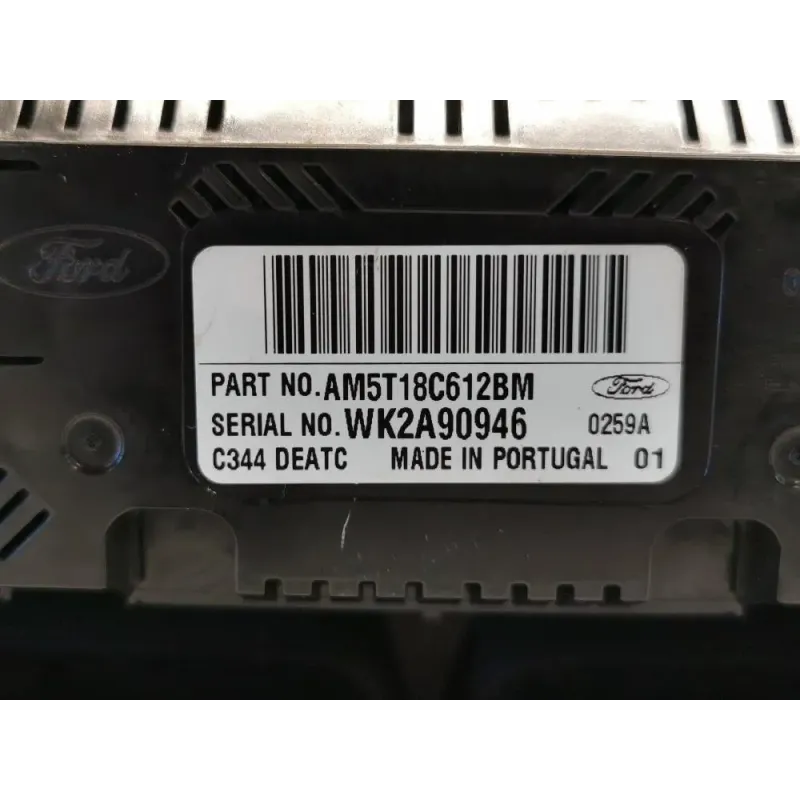 Ford
PART NO. AM5T18C612BM Ford
SERIAL NO. WK2A90946 0259A
C344 DEATC MADE IN PORTUGAL 01